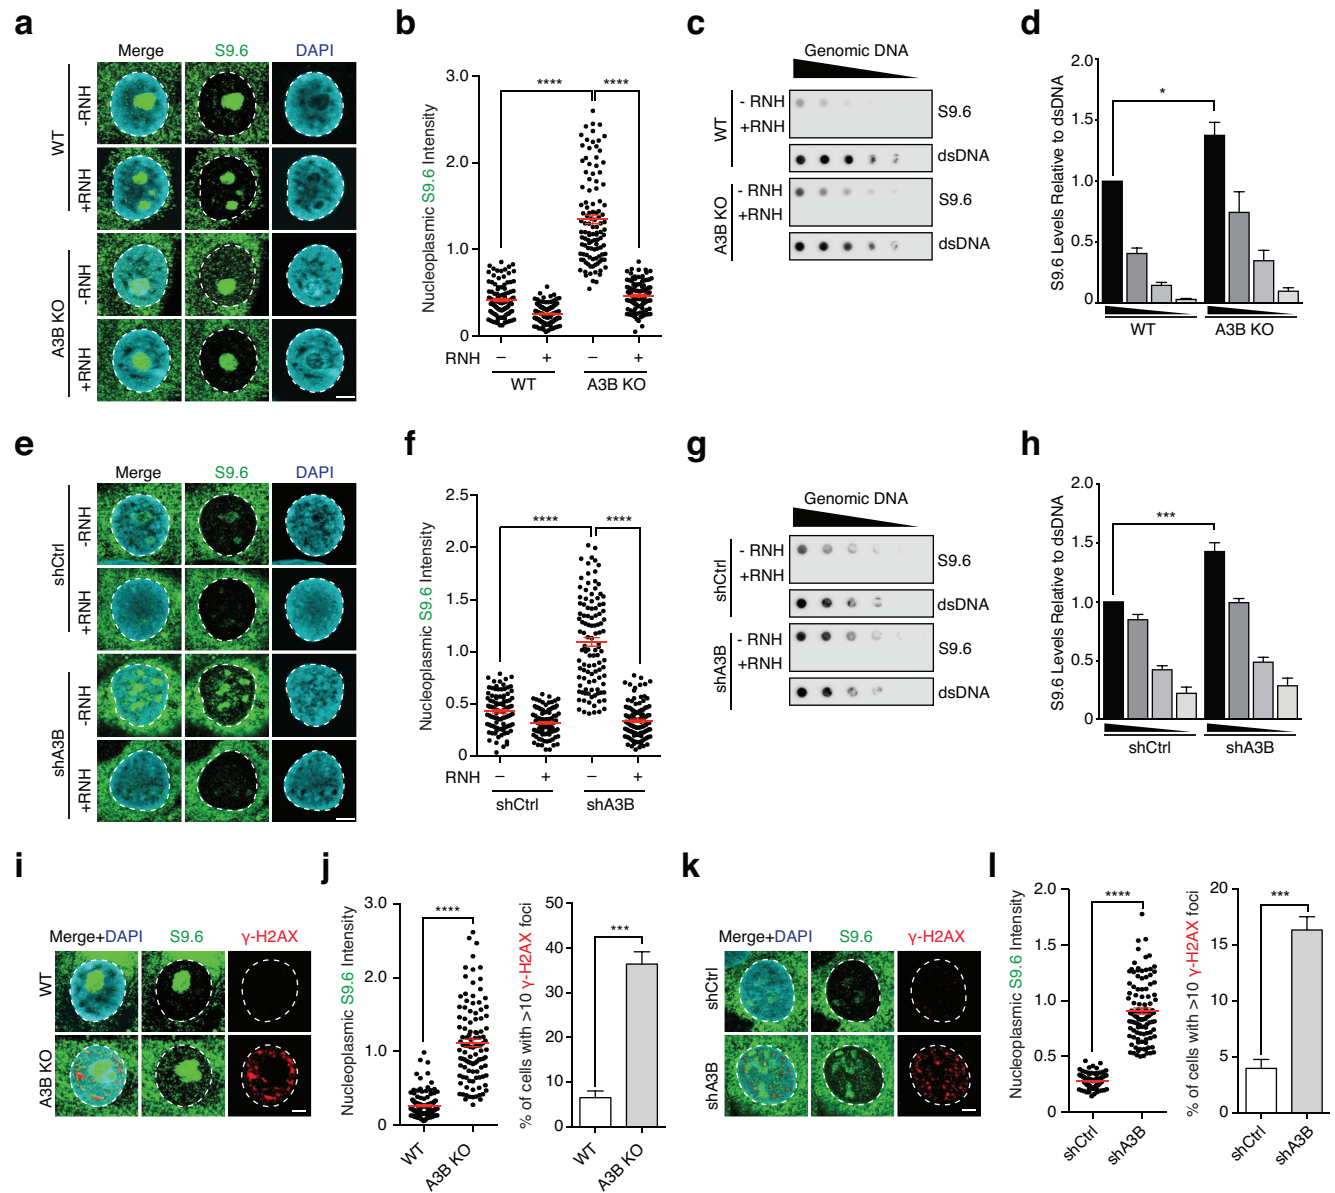 a
Merge S9.6 DAPI
WT
-RNH
+RNH
A3B KO
-RNH
+RNH
b
Nucleoplasmic S9.6 Intensity
3.0
2.0
1.0
0
**** ****
RNH − + − +
WT A3B KO
c
Genomic DNA
WT
- RNH
+RNH
S9.6
dsDNA
A3B KO
- RNH
+RNH
S9.6
dsDNA
d
S9.6 Levels Relative to dsDNA
2.0
1.5
1.0
0.5
0
*
WT A3B KO
e
Merge S9.6 DAPI
shCtrl
-RNH
+RNH
shA3B
-RNH
+RNH
f
Nucleoplasmic S9.6 Intensity
2.5
2.0
1.5
1.0
0.5
0
**** ****
RNH − + − +
shCtrl shA3B
g
Genomic DNA
shCtrl
- RNH
+RNH
S9.6
dsDNA
shA3B
- RNH
+RNH
S9.6
dsDNA
h
S9.6 Levels Relative to dsDNA
2.0
1.5
1.0
0.5
0
***
shCtrl shA3B
i
Merge+DAPI S9.6 γ-H2AX
WT
A3B KO
j
Nucleoplasmic S9.6 Intensity
3.0
2.0
1.0
0
****
WT A3B KO
% of cells with >10 γ-H2AX foci
50
40
30
20
10
0
***
WT A3B KO
k
Merge+DAPI S9.6 γ-H2AX
shCtrl
shA3B
l
Nucleoplasmic S9.6 Intensity
2.0
1.5
1.0
0.5
0
****
shCtrl shA3B
% of cells with >10 γ-H2AX foci
20
15
10
5
0
***
shCtrl shA3B